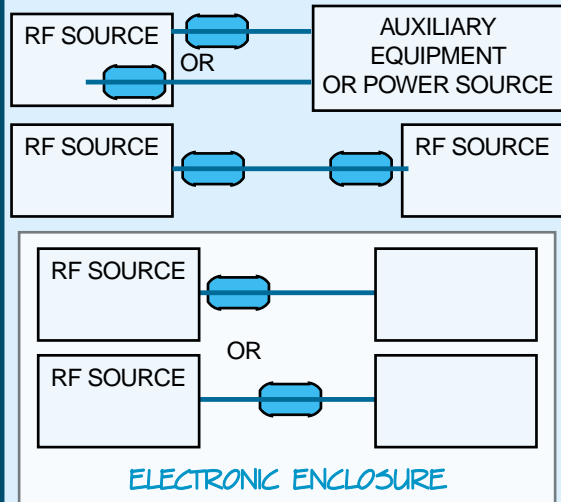 RF SOURCE
OR
AUXILIARY
EQUIPMENT
OR POWER SOURCE
RF SOURCE
RF SOURCE
RF SOURCE
OR
RF SOURCE
ELECTRONIC ENCLOSURE